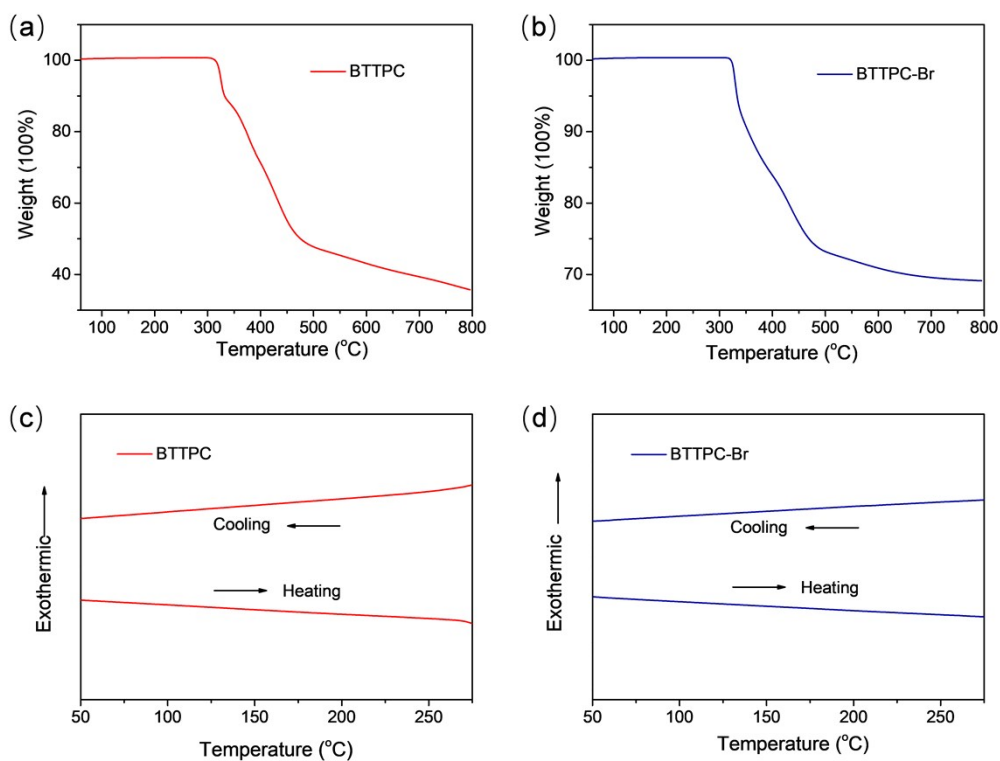 (a)
BTTPC
Weight (100%)
100
80
60
40
100 200 300 400 500 600 700 800
Temperature (°C)
(b)
BTTPC-Br
Weight (100%)
100
90
80
70
100 200 300 400 500 600 700 800
Temperature (°C)
(c)
BTTPC
Exothermic
Cooling
Heating
50 100 150 200 250
Temperature (°C)
(d)
BTTPC-Br
Exothermic
Cooling
Heating
50 100 150 200 250
Temperature (°C)